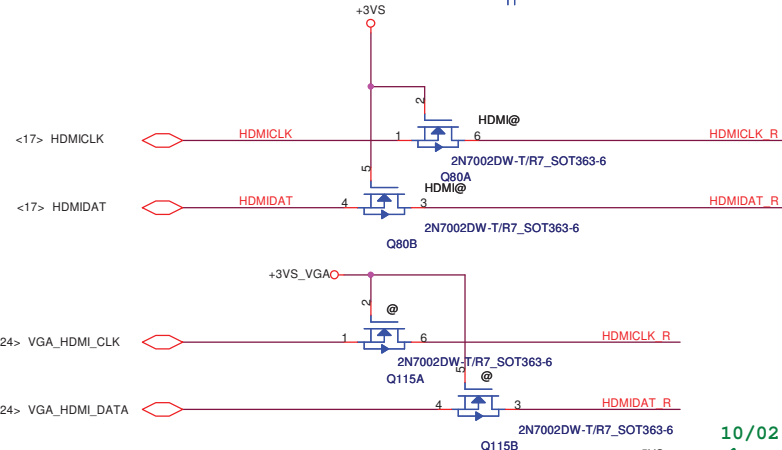 +3VS
2
HDMI@
<17> HDMICLK
HDMICLK
1
6
HDMICLK_R
2N7002DW-T/R7_SOT363-6
Q80A
5
HDMI@
<17> HDMIDAT
HDMIDAT
4
3
HDMIDAT_R
2N7002DW-T/R7_SOT363-6
Q80B
+3VS_VGA
2
@
24> VGA_HDMI_CLK
1
6
HDMICLK_R
2N7002DW-T/R7_SOT363-6
Q115A
5
@
24> VGA_HDMI_DATA
4
3
HDMIDAT_R
2N7002DW-T/R7_SOT363-6
10/02
Q115B